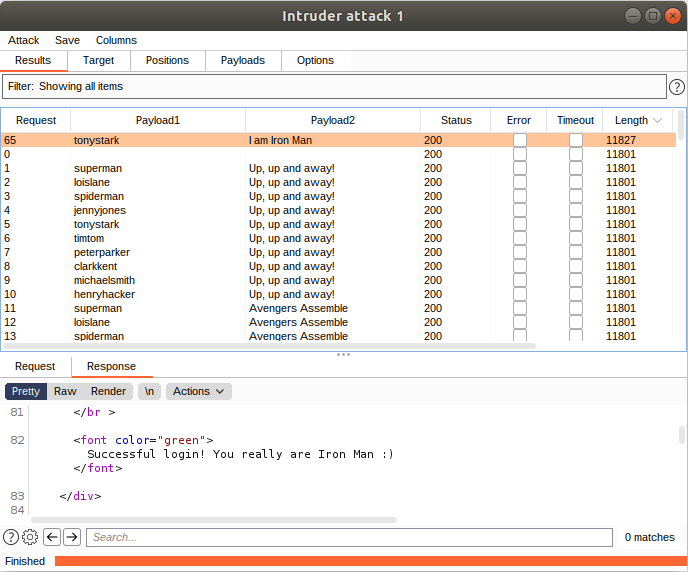 Intruder attack 1
Attack Save Columns
Results Target Positions Payloads Options
Filter: Showing all items
?
Request Payload1 Payload2 Status Error Timeout Length
65 tonystark I am Iron Man 200 11827
0 200 11801
1 superman Up, up and away! 200 11801
2 loislane Up, up and away! 200 11801
3 spiderman Up, up and away! 200 11801
4 jennyjones Up, up and away! 200 11801
5 tonystark Up, up and away! 200 11801
6 timtom Up, up and away! 200 11801
7 peterparker Up, up and away! 200 11801
8 clarkkent Up, up and away! 200 11801
9 michaelsmith Up, up and away! 200 11801
10 henryhacker Up, up and away! 200 11801
11 superman Avengers Assemble 200 11801
12 loislane Avengers Assemble 200 11801
13 spiderman Avengers Assemble 200 11801
Request Response
Pretty Raw Render \n Actions
81 </br >
82 <font color="green">
Successful login! You really are Iron Man :)
</font>
83 </div>
84
? Search... 0 matches
Finished